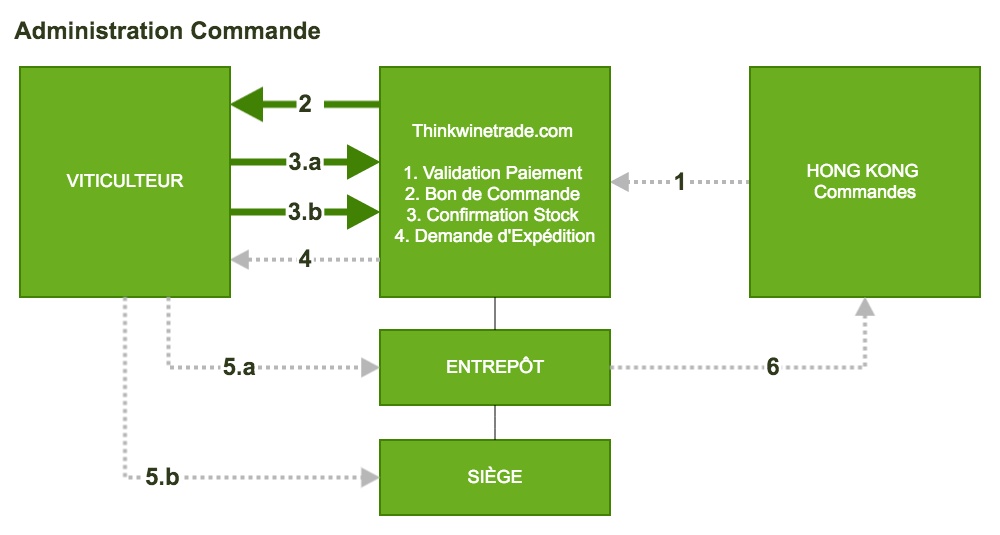 Administration Commande
VITICULTEUR
2
3.a
3.b
4
Thinkwinetrade.com
1. Validation Paiement
2. Bon de Commande
3. Confirmation Stock
4. Demande d'Expédition
1
HONG KONG
Commandes
5.a
ENTREPÔT
6
5.b
SIÈGE